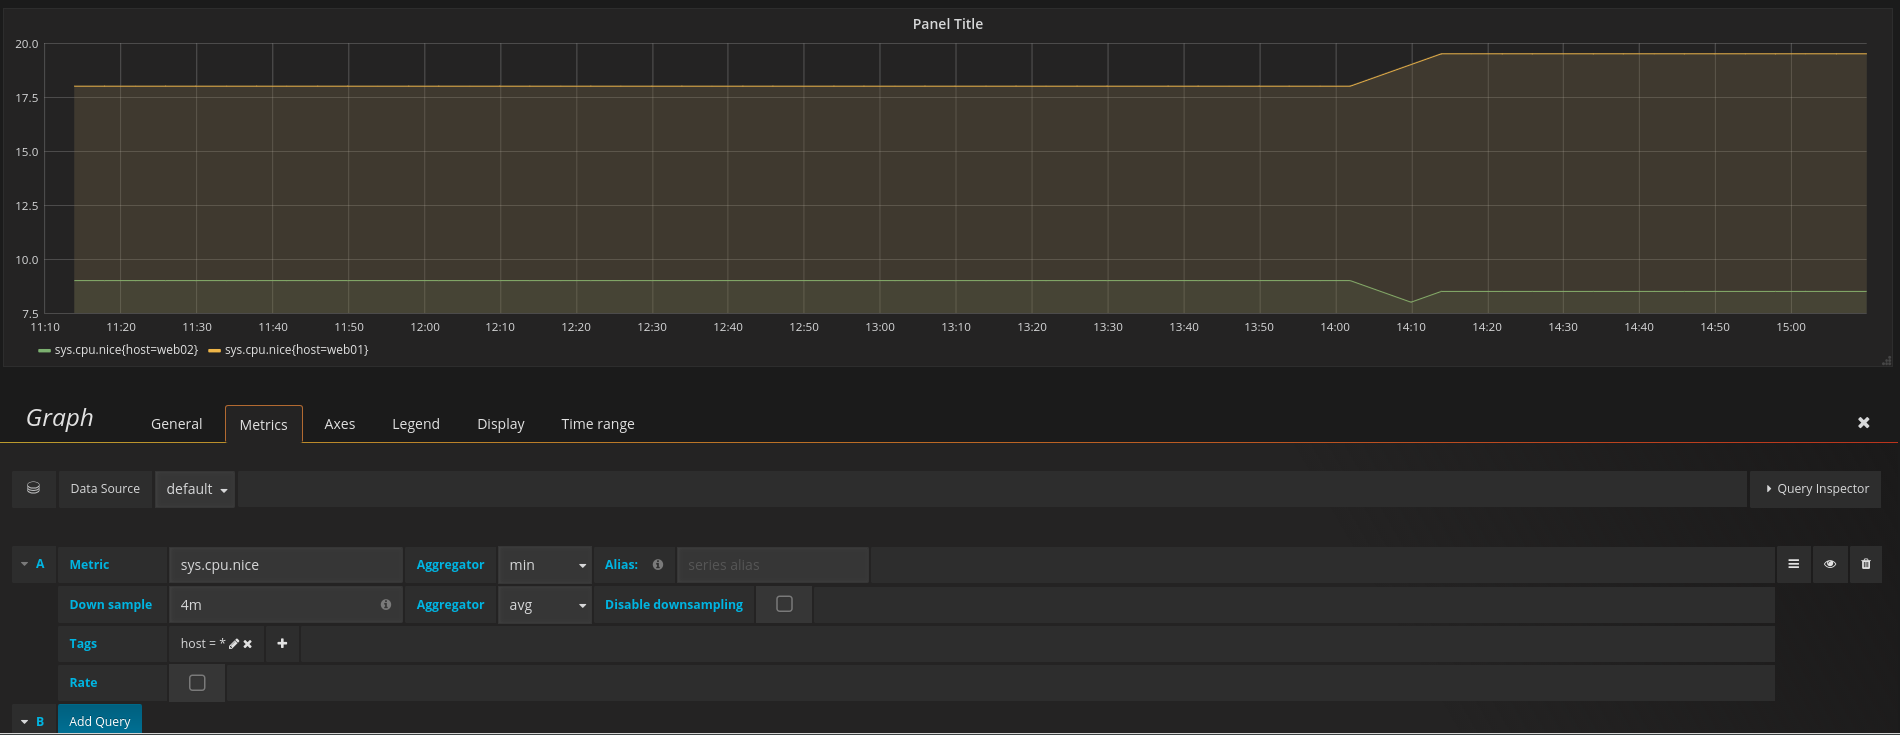 Panel Title
20.0
17.5
15.0
12.5
10.0
7.5
11:10 11:20 11:30 11:40 11:50 12:00 12:10 12:20 12:30 12:40 12:50 13:00 13:10 13:20 13:30 13:40 13:50 14:00 14:10 14:20 14:30 14:40 14:50 15:00
sys.cpu.nice{host=web02} sys.cpu.nice{host=web01}
Graph General Metrics Axes Legend Display Time range
Data Source default Query Inspector
A Metric sys.cpu.nice Aggregator min Alias: series alias
Down sample 4m Aggregator avg Disable downsampling
Tags host = *
Rate
B Add Query